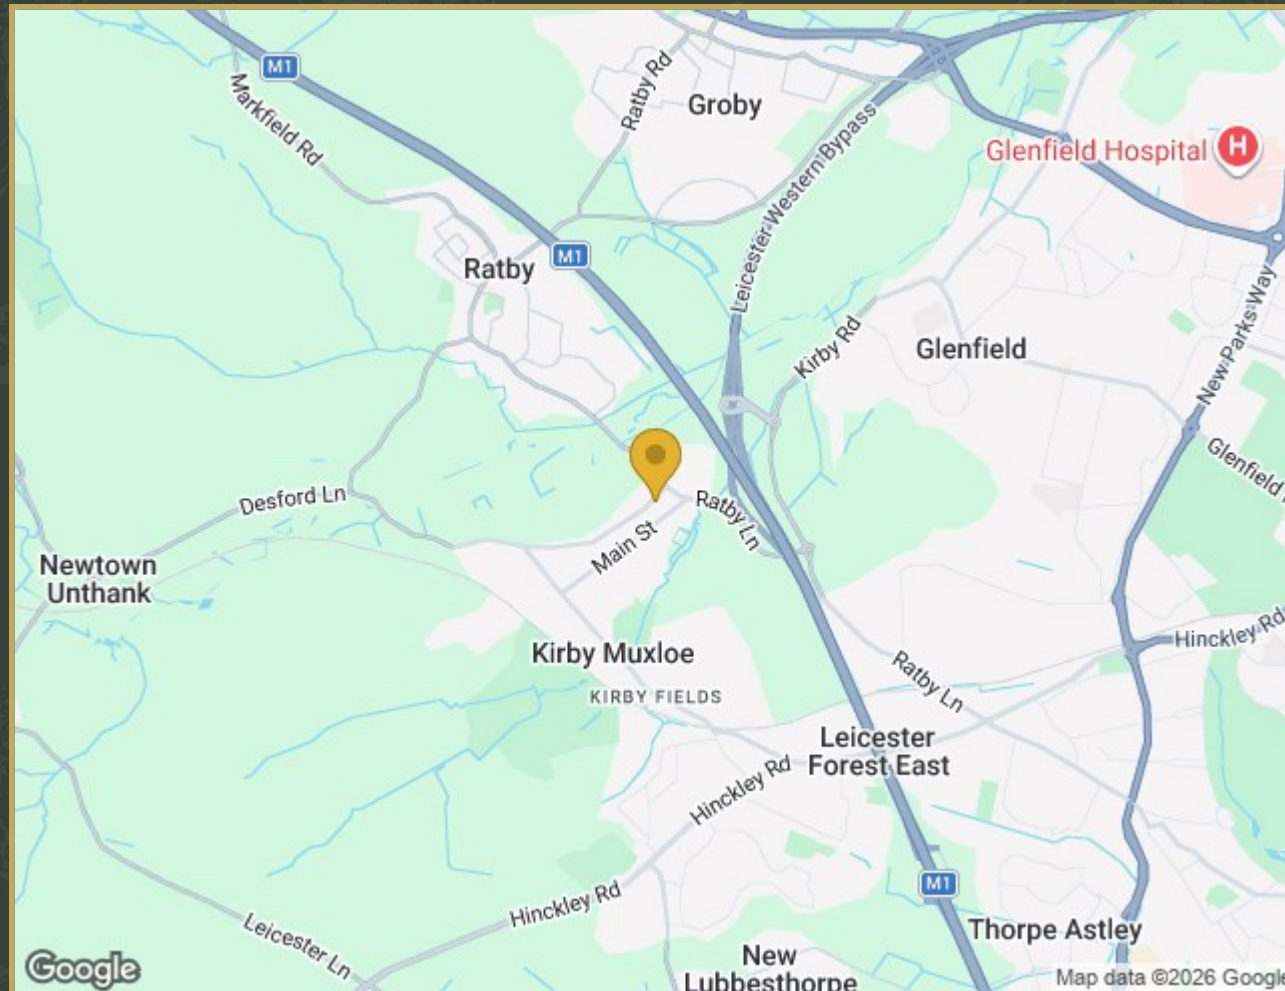 M1
Markfield Rd
Ratby Rd
Groby
Leicester Western Bypass
Glenfield Hospital
H
Ratby
M1
Kirby Rd
Glenfield
New Parks Way
Glenfield
Desford Ln
Main St
Ratby Ln
Newtown
Unthank
Kirby Muxloe
KIRBY FIELDS
Hinckley Rd
Ratby Ln
Leicester
Forest East
Hinckley Rd
M1
Hinckley Rd
Leicester Ln
Thorpe Astley
New
Lubbesthorpe
Google
Map data ©2026 Google